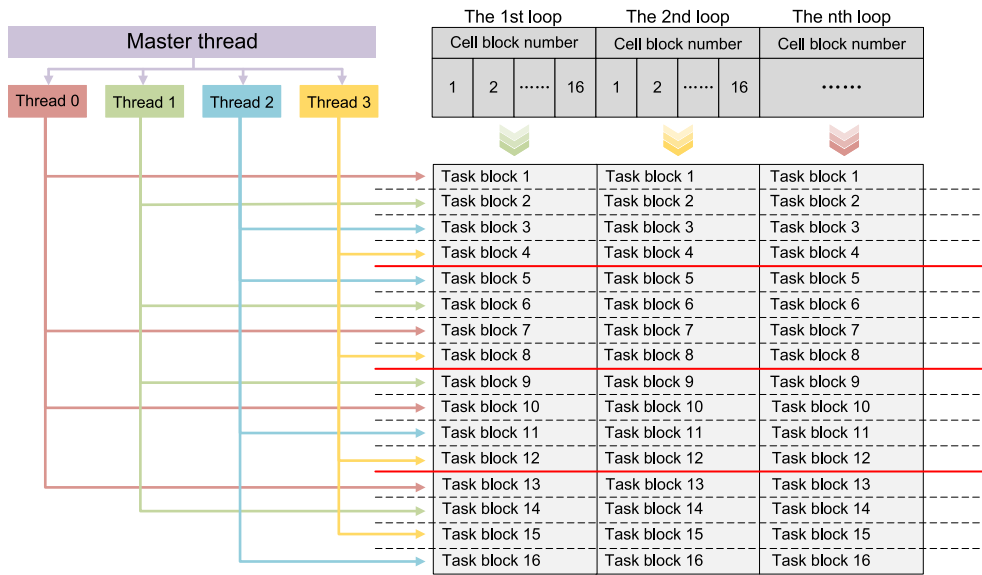 The 1st loop The 2nd loop The nth loop
Master thread
Cell block number Cell block number Cell block number
1 2 ...... 16 1 2 ...... 16 ......
Thread 0 Thread 1 Thread 2 Thread 3
Task block 1 Task block 1 Task block 1
Task block 2 Task block 2 Task block 2
Task block 3 Task block 3 Task block 3
Task block 4 Task block 4 Task block 4
Task block 5 Task block 5 Task block 5
Task block 6 Task block 6 Task block 6
Task block 7 Task block 7 Task block 7
Task block 8 Task block 8 Task block 8
Task block 9 Task block 9 Task block 9
Task block 10 Task block 10 Task block 10
Task block 11 Task block 11 Task block 11
Task block 12 Task block 12 Task block 12
Task block 13 Task block 13 Task block 13
Task block 14 Task block 14 Task block 14
Task block 15 Task block 15 Task block 15
Task block 16 Task block 16 Task block 16